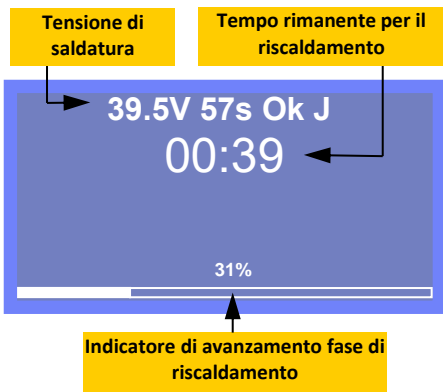 Tensione di
saldatura
Tempo rimanente per il
riscaldamento
39.5V 57s Ok J
00:39
31%
Indicatore di avanzamento fase di
riscaldamento